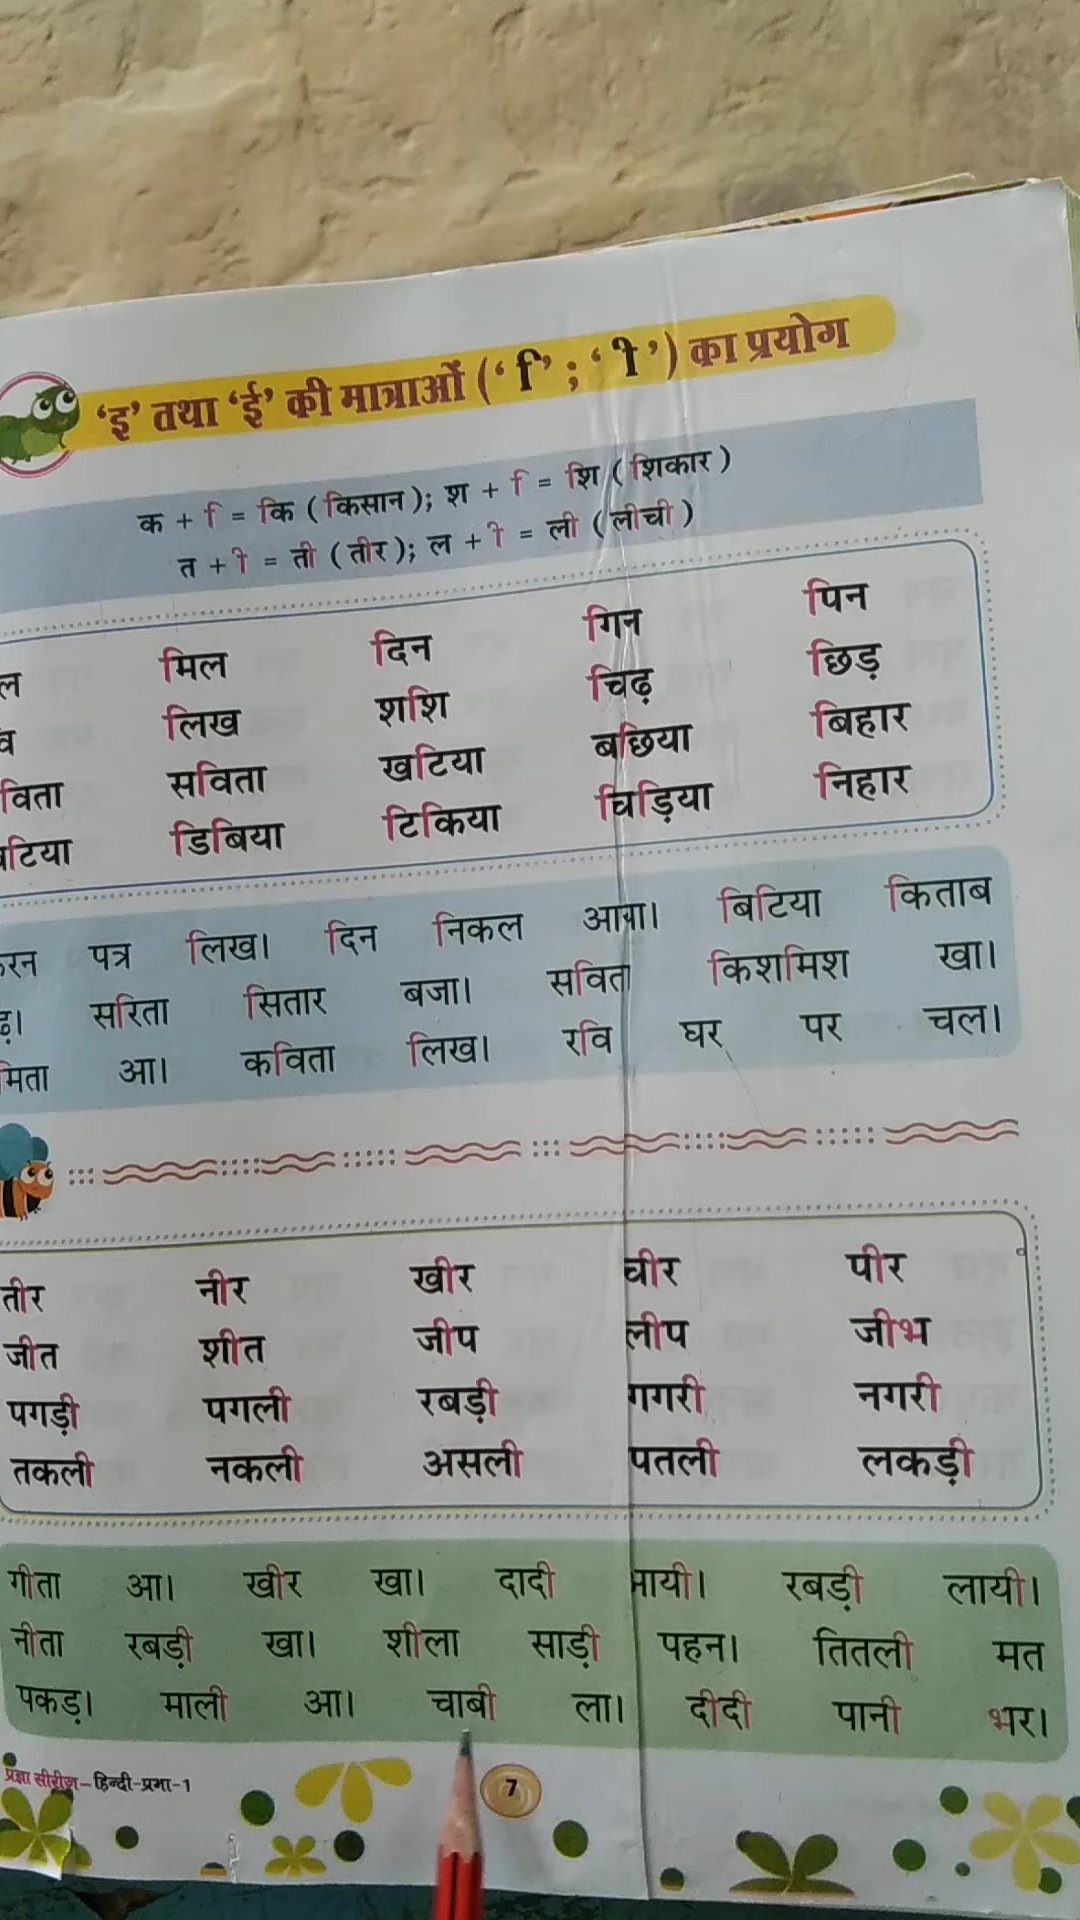 'इ' तथा 'ई' की मात्राओं ('ि' ; 'ी') का प्रयोग
क + ि = कि (किसान); श + ि = शि (शिकार)
त + ी = ती (तीर); ल + ी = ली (लीची)
मिल दिन गिन पिन
लिख शशि चिढ़ छिड़
सविता खटिया बछिया बिहार
डिबिया टिकिया चिड़िया निहार
पत्र लिख। दिन निकल आया। बिटिया किताब
सरिता सितार बजा। सविता किशमिश खा।
आ। कविता लिख। रवि घर पर चल।
तीर नीर खीर चीर पीर
जीत शीत जीप लीप जीभ
पगड़ी पगली रबड़ी गगरी नगरी
तकली नकली असली पतली लकड़ी
गीता आ। खीर खा। दादी आयी। रबड़ी लायी।
नीता रबड़ी खा। शीला साड़ी पहन। तितली मत
पकड़। माली आ। चाबी ला। दीदी पानी भर।
प्रज्ञा सीरीज़–हिन्दी-प्रभा-1
7